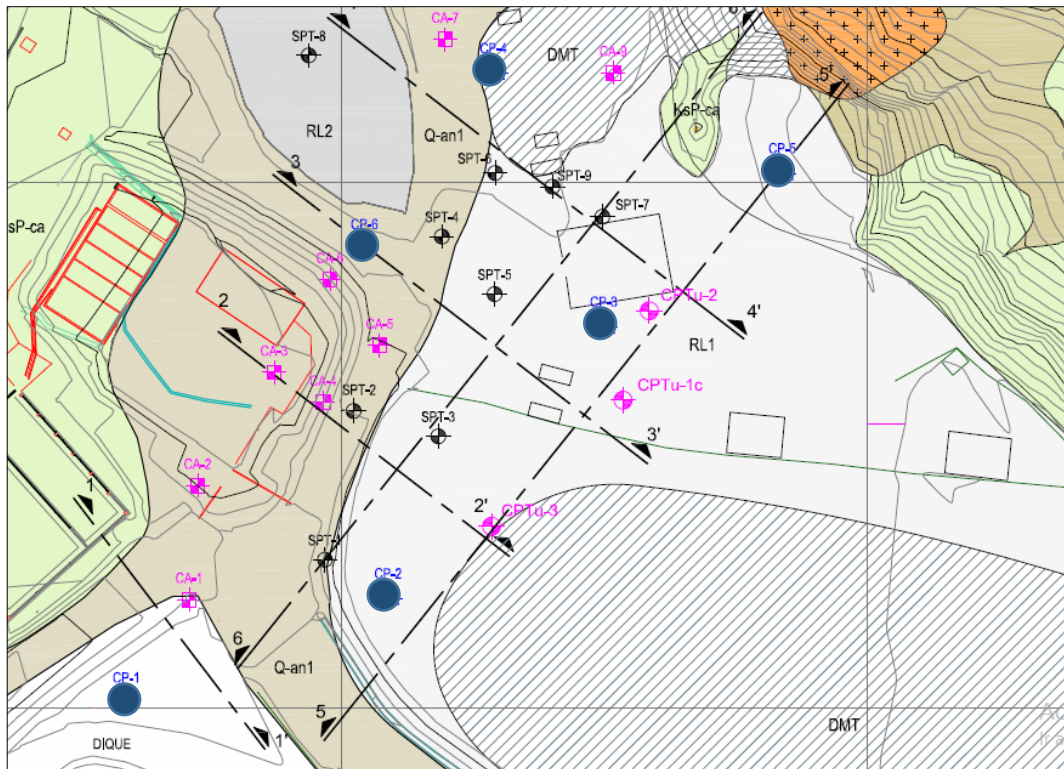 CA-7
SPT-8
CP-4
DMT
CA-9
5'
KsP-ca
RL2
Q-an1
3
SPT-6
SPT-9
CP-5
SPT-7
CP-6
SPT-4
sP-ca
CA-6
SPT-5
CPTu-2
CP-3
2
4'
RL1
CA-5
CA-3
CA-4
SPT-2
CPTu-1c
SPT-3
3'
CA-2
1
2'
CPTu-3
SPT-1
CA-1
CP-2
6
Q-an1
CP-1
5
DMT
DIQUE
1'